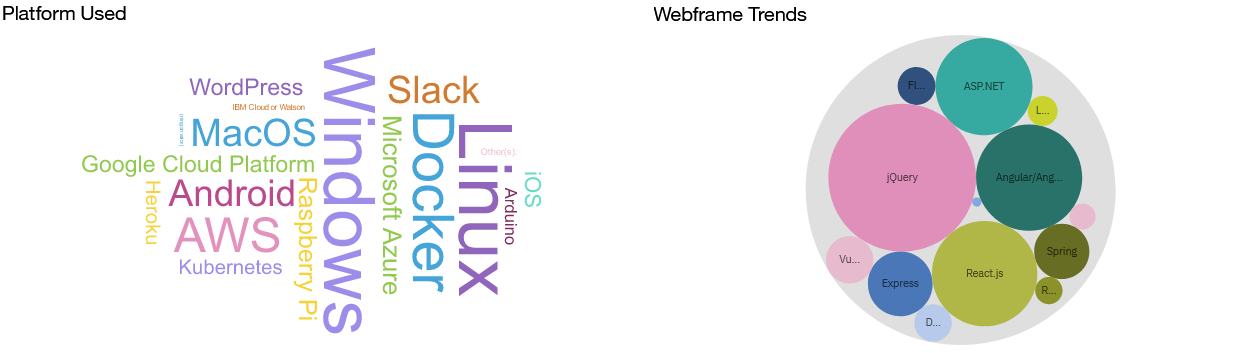 Platform Used
Webframe Trends
WordPress
IBM Cloud or Watson
MacOS
Google Cloud Platform
Heroku
Android
AWS
Kubernetes
Raspberry Pi
Windows
Slack
Microsoft Azure
Docker
Linux
Other(s):
Arduino
iOS
Fl...
ASP.NET
L...
jQuery
Angular/Ang...
Vu...
Express
React.js
Spring
R...
D...